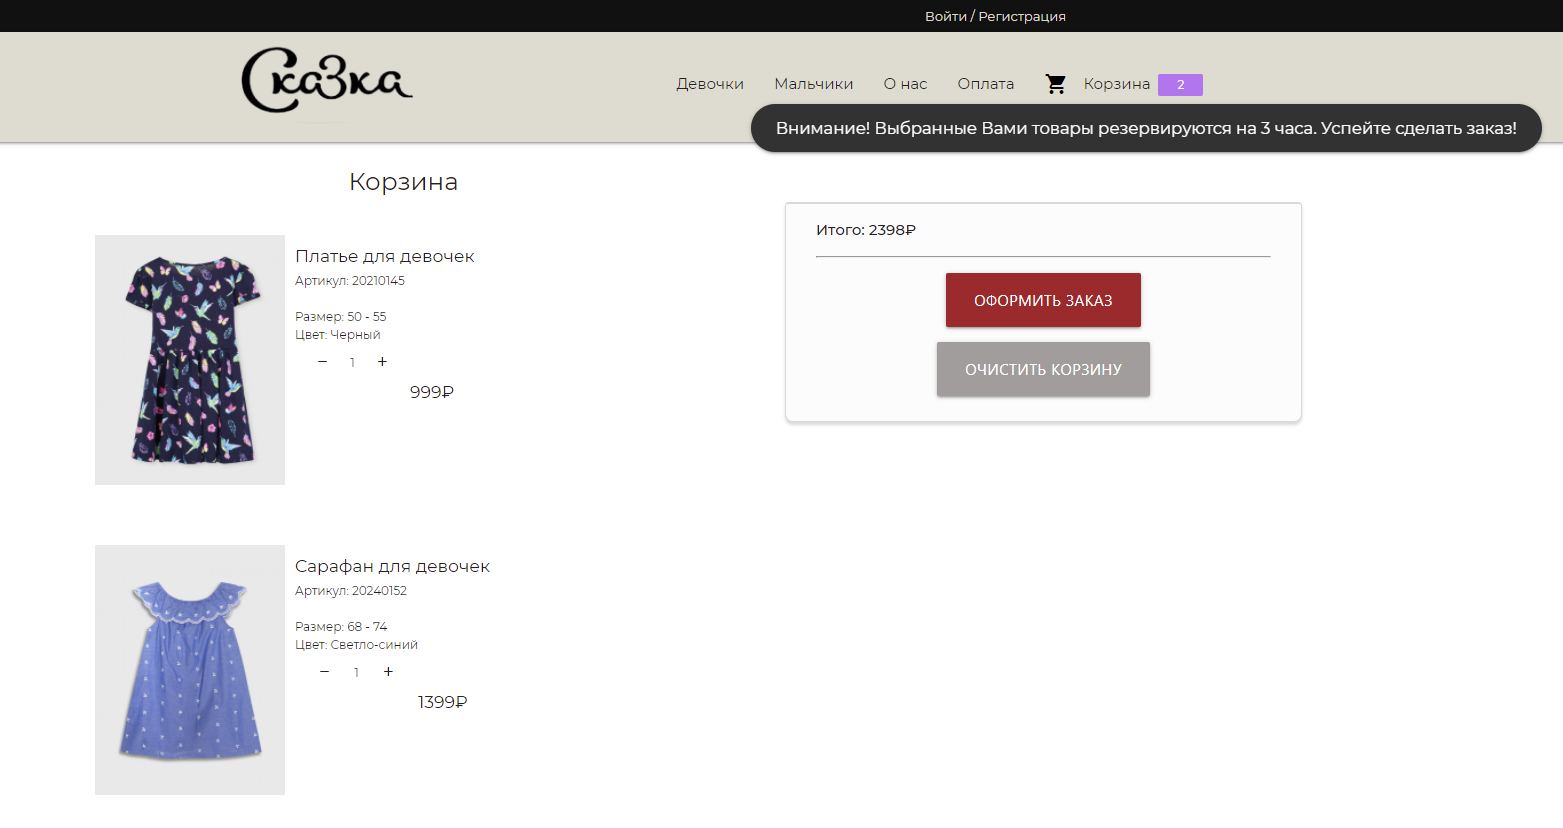 Войти / Регистрация
Сказка
Девочки Мальчики О нас Оплата Корзина 2
Внимание! Выбранные Вами товары резервируются на 3 часа. Успейте сделать заказ!
Корзина
Платье для девочек
Артикул: 20210145
Размер: 50 - 55
Цвет: Черный
− 1 +
999₽
Сарафан для девочек
Артикул: 20240152
Размер: 68 - 74
Цвет: Светло-синий
− 1 +
1399₽
Итого: 2398₽
ОФОРМИТЬ ЗАКАЗ
ОЧИСТИТЬ КОРЗИНУ